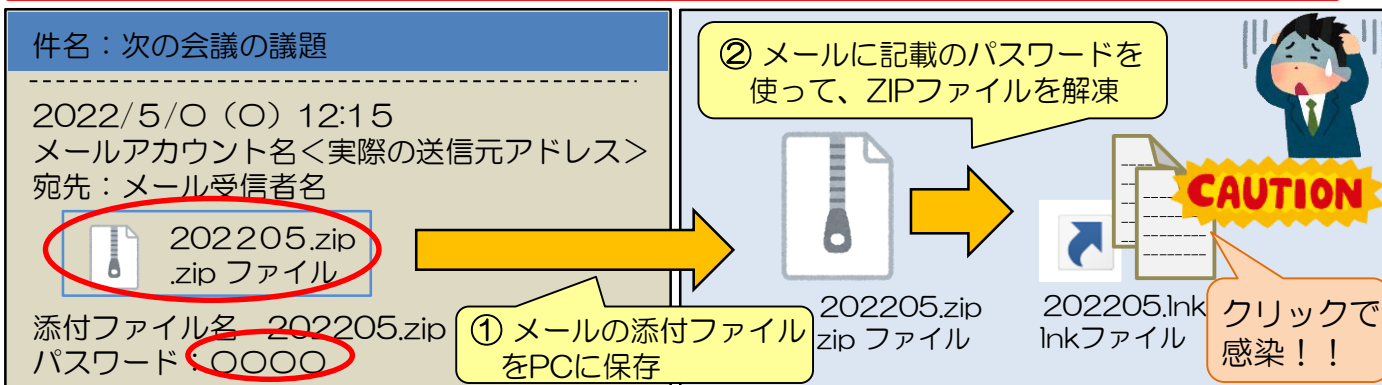 件名：次の会議の議題
2022/5/〇（〇）12:15
メールアカウント名＜実際の送信元アドレス＞
宛先：メール受信者名
202205.zip
.zip ファイル
添付ファイル名　202205.zip
パスワード：〇〇〇〇
① メールの添付ファイル
をPCに保存
② メールに記載のパスワードを
使って、ZIPファイルを解凍
202205.zip
zip ファイル
202205.lnk
lnkファイル
CAUTION
クリックで
感染！！